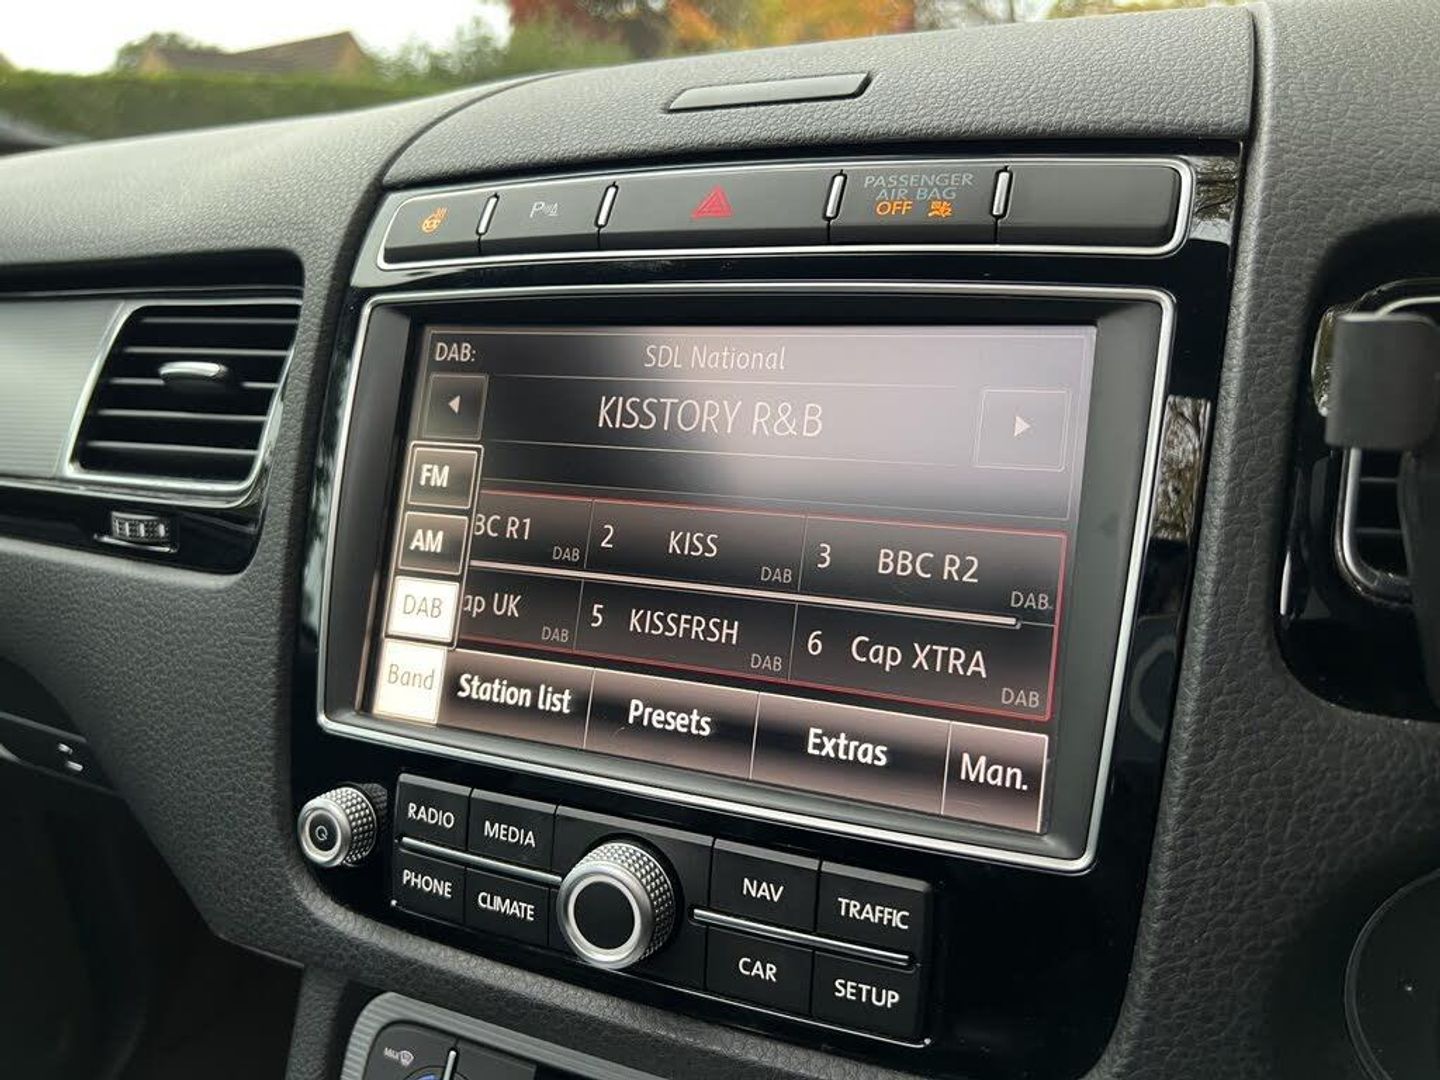 PASSENGER
AIR BAG
OFF
P
DAB:
SDL National
KISSTORY R&B
FM
AM
DAB
Band
BC R1
DAB
2 KISS
DAB
3 BBC R2
DAB
ap UK
DAB
5 KISSFRSH
DAB
6 Cap XTRA
DAB
Station list
Presets
Extras
Man.
RADIO
MEDIA
PHONE
CLIMATE
NAV
TRAFFIC
CAR
SETUP
MAX